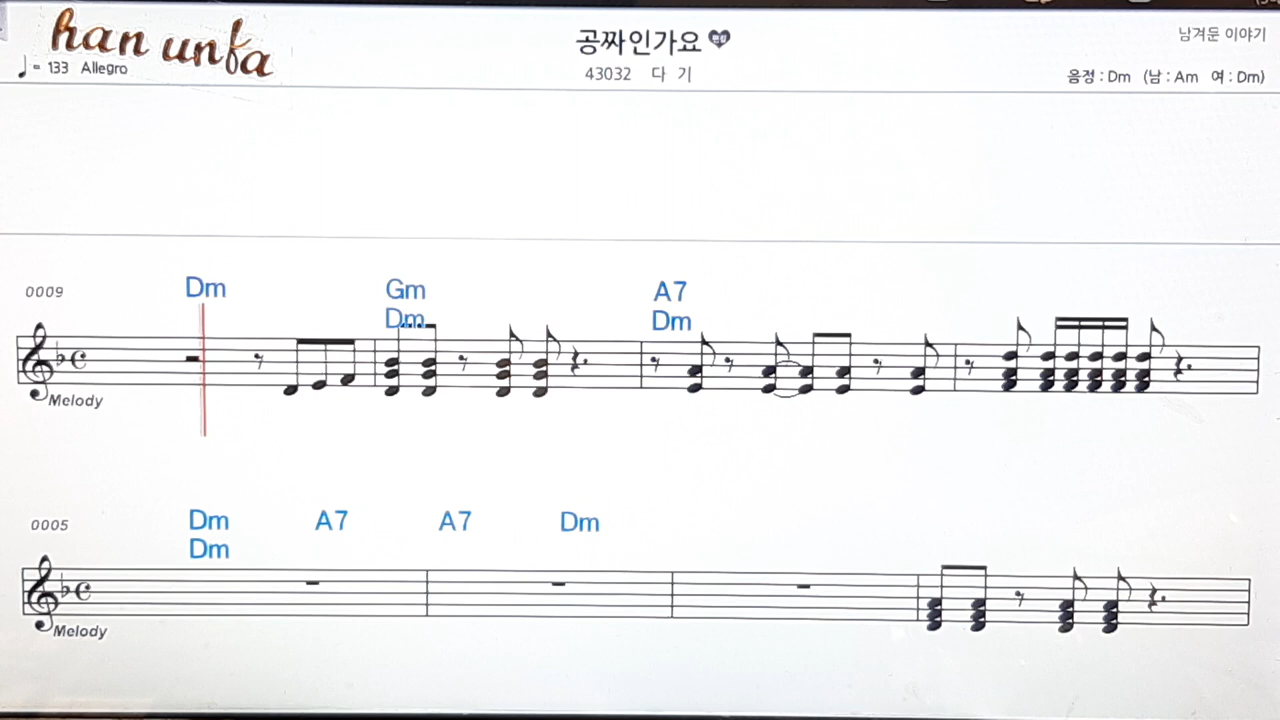 han unfa
♩= 133 Allegro
공짜인가요
43032 다 기
남겨둔 이야기
음정 : Dm (남 : Am 여 : Dm)
0009
Dm Gm A7
Dm Dm
Melody
0005
Dm A7 A7 Dm
Dm
Melody